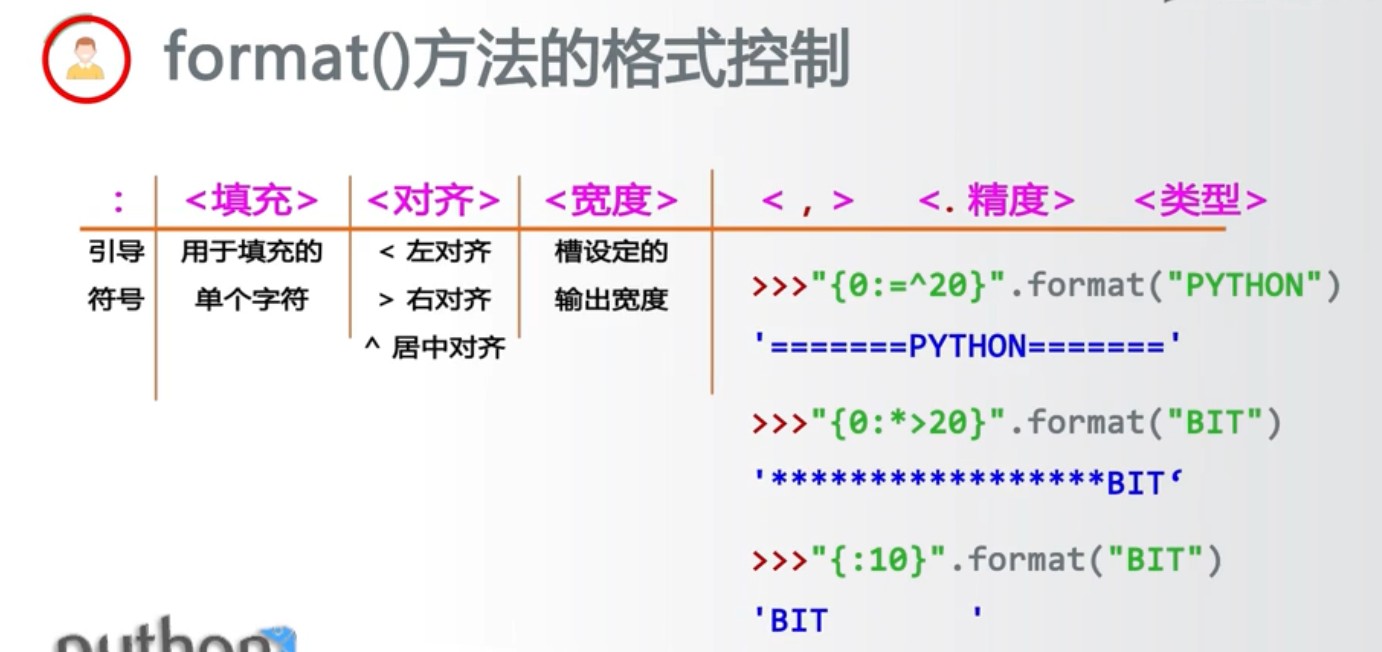 format()方法的格式控制
: <填充> <对齐> <宽度> <,> <.精度> <类型>
引导符号
用于填充的单个字符
< 左对齐
> 右对齐
^ 居中对齐
槽设定的输出宽度
>>>"{0:=^20}".format("PYTHON")
'=======PYTHON======='
>>>"{0:*>20}".format("BIT")
'*****************BIT‘
>>>"{:10}".format("BIT")
'BIT       '
python